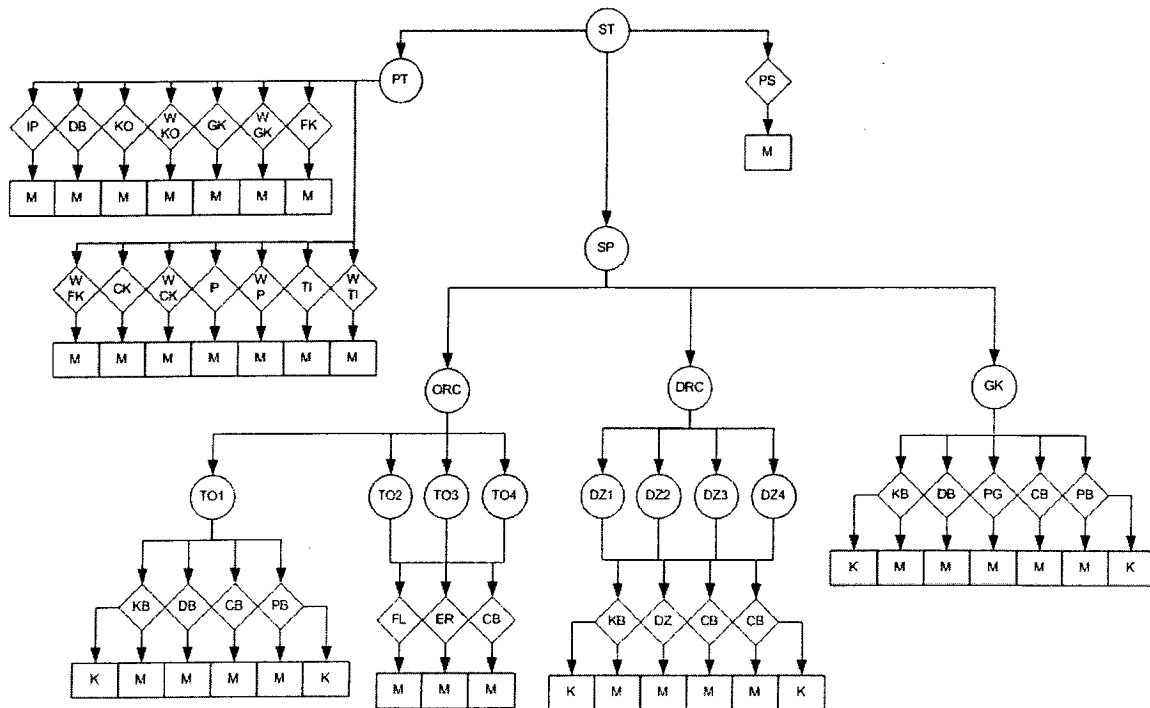 ST
PT
PS
IP DB KO W KO GK W GK FK
M
M M M M M M M
SP
W FK CK W CK IP W P TI W TI
M M M M M M M
ORC DRC GK
TO1 TO2 TO3 TO4 DZ1 DZ2 DZ3 DZ4
KB DB PG CB PB
K M M M M M K
KB DB CB PB FL ER CB KB DZ CB CB
K M M M M K M M M K M M M M K